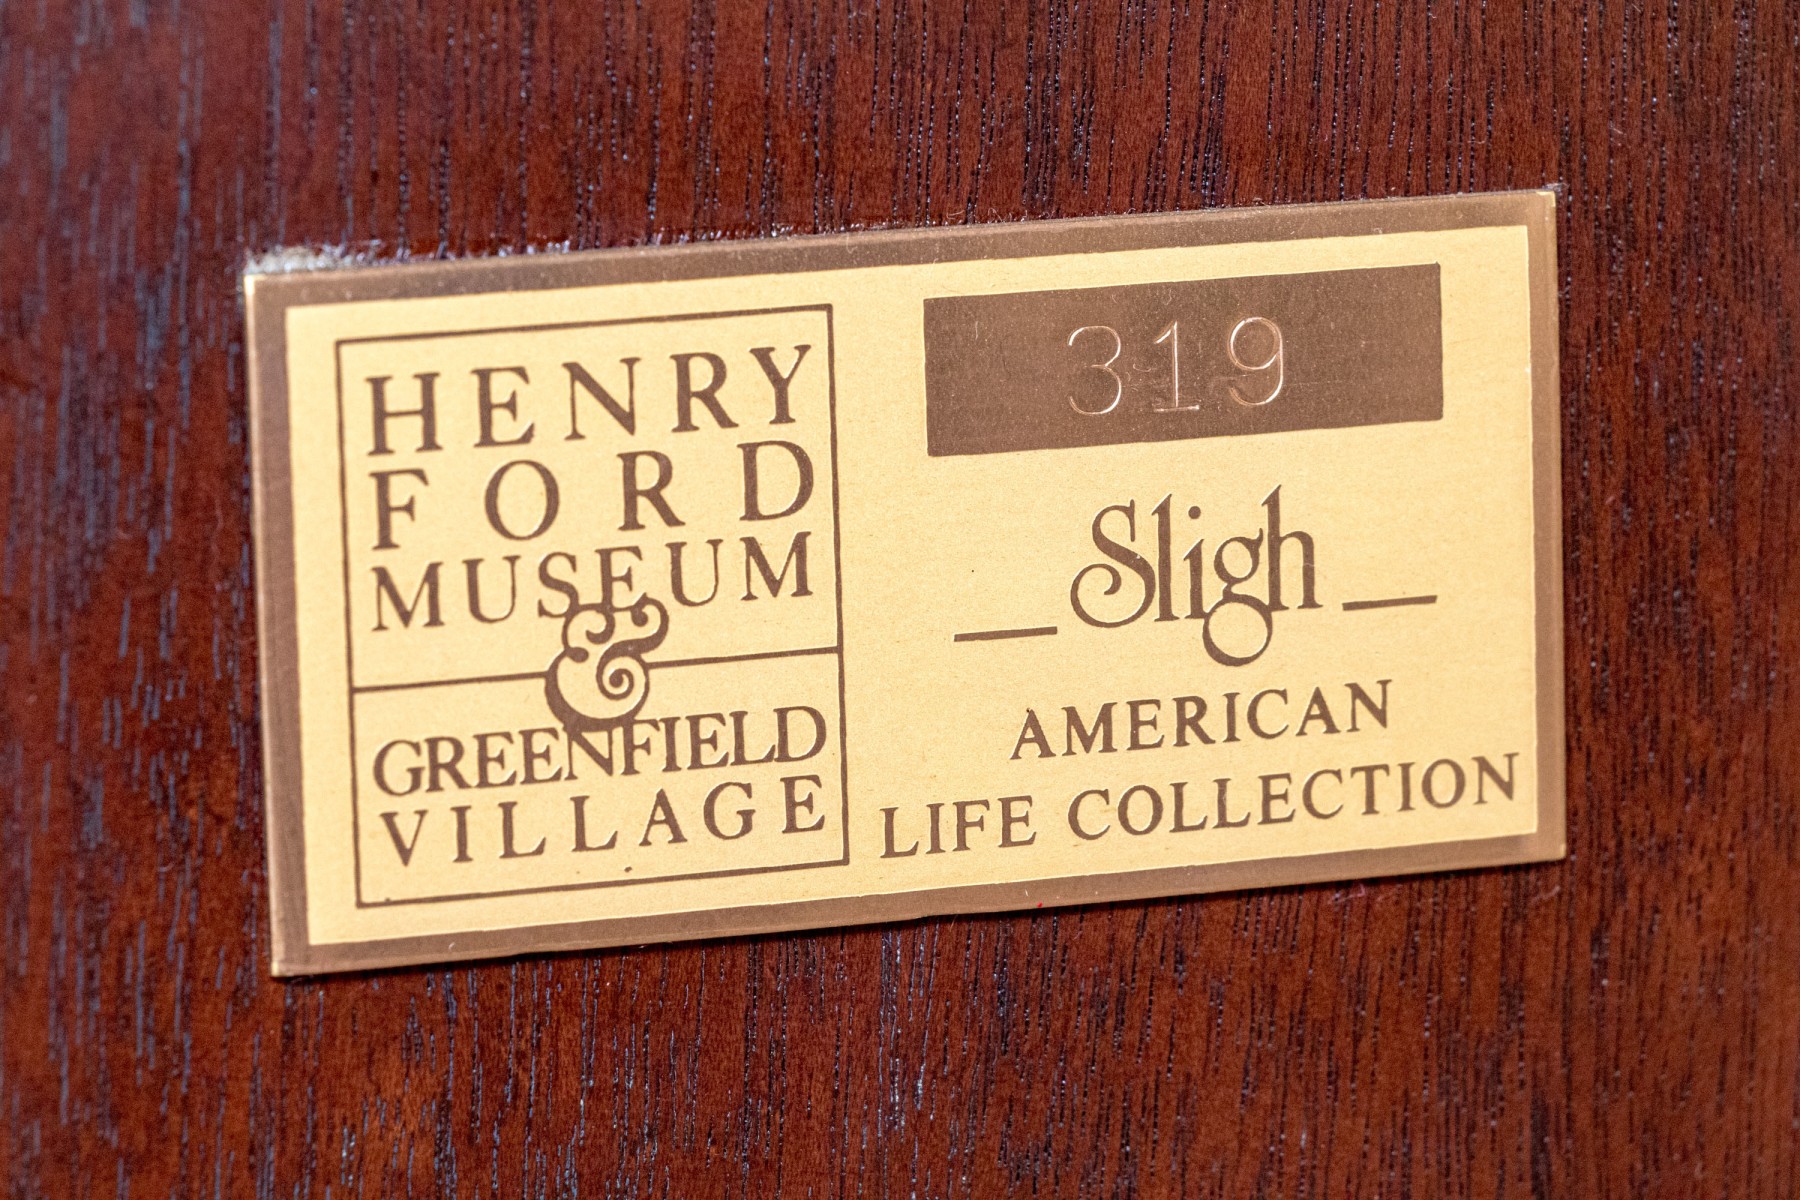 HENRY
FORD
MUSEUM
&
GREENFIELD
VILLAGE
319
Sligh
AMERICAN
LIFE COLLECTION